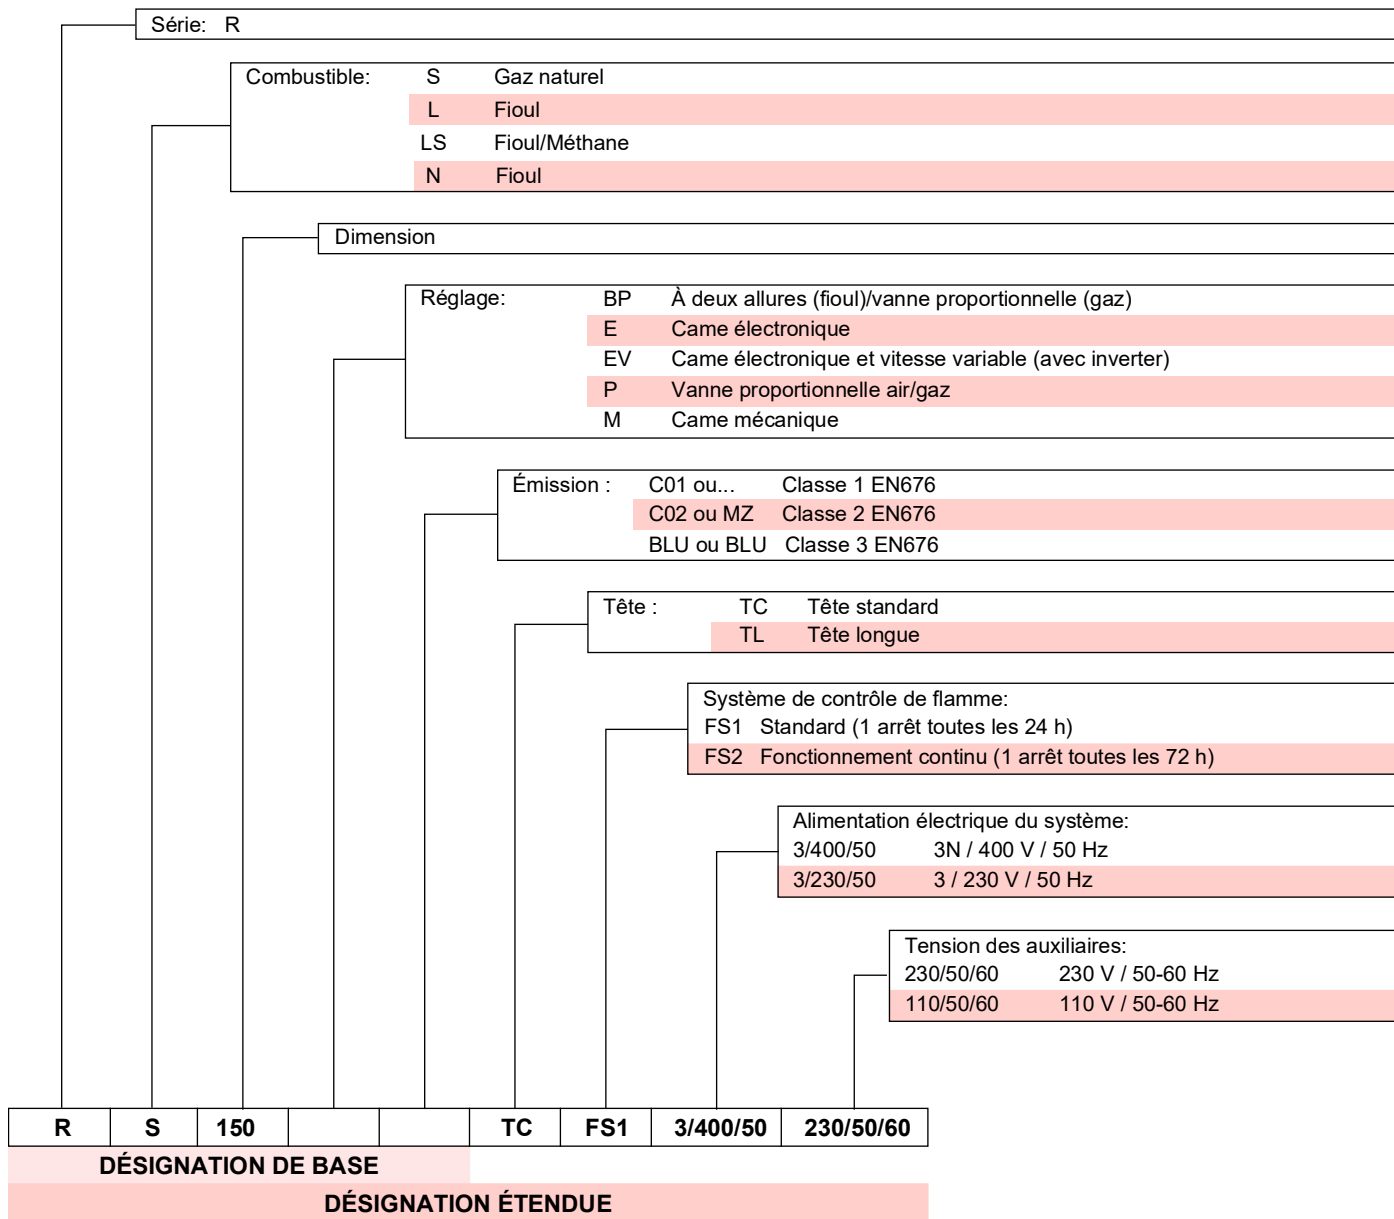 Série: R
Combustible: S Gaz naturel
L Fioul
LS Fioul/Méthane
N Fioul
Dimension
Réglage: BP À deux allures (fioul)/vanne proportionnelle (gaz)
E Came électronique
EV Came électronique et vitesse variable (avec inverter)
P Vanne proportionnelle air/gaz
M Came mécanique
Émission : C01 ou... Classe 1 EN676
C02 ou MZ Classe 2 EN676
BLU ou BLU Classe 3 EN676
Tête : TC Tête standard
TL Tête longue
Système de contrôle de flamme:
FS1 Standard (1 arrêt toutes les 24 h)
FS2 Fonctionnement continu (1 arrêt toutes les 72 h)
Alimentation électrique du système:
3/400/50 3N / 400 V / 50 Hz
3/230/50 3 / 230 V / 50 Hz
Tension des auxiliaires:
230/50/60 230 V / 50-60 Hz
110/50/60 110 V / 50-60 Hz
R S 150 TC FS1 3/400/50 230/50/60
DÉSIGNATION DE BASE
DÉSIGNATION ÉTENDUE